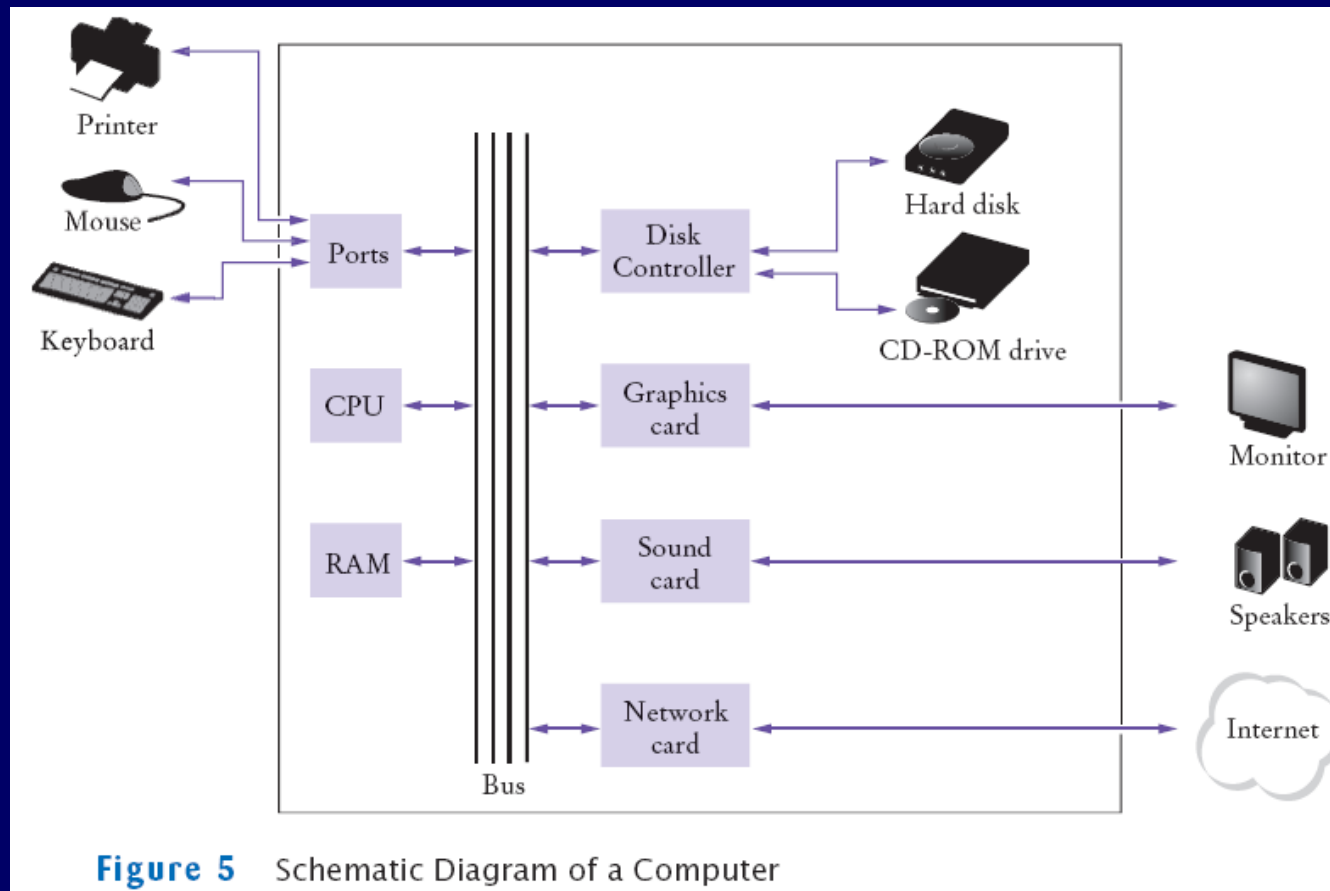 Printer
Mouse
Keyboard
Ports
CPU
RAM
Bus
Disk
Controller
Hard disk
CD-ROM drive
Graphics
card
Monitor
Sound
card
Speakers
Network
card
Internet
Figure 5 Schematic Diagram of a Computer